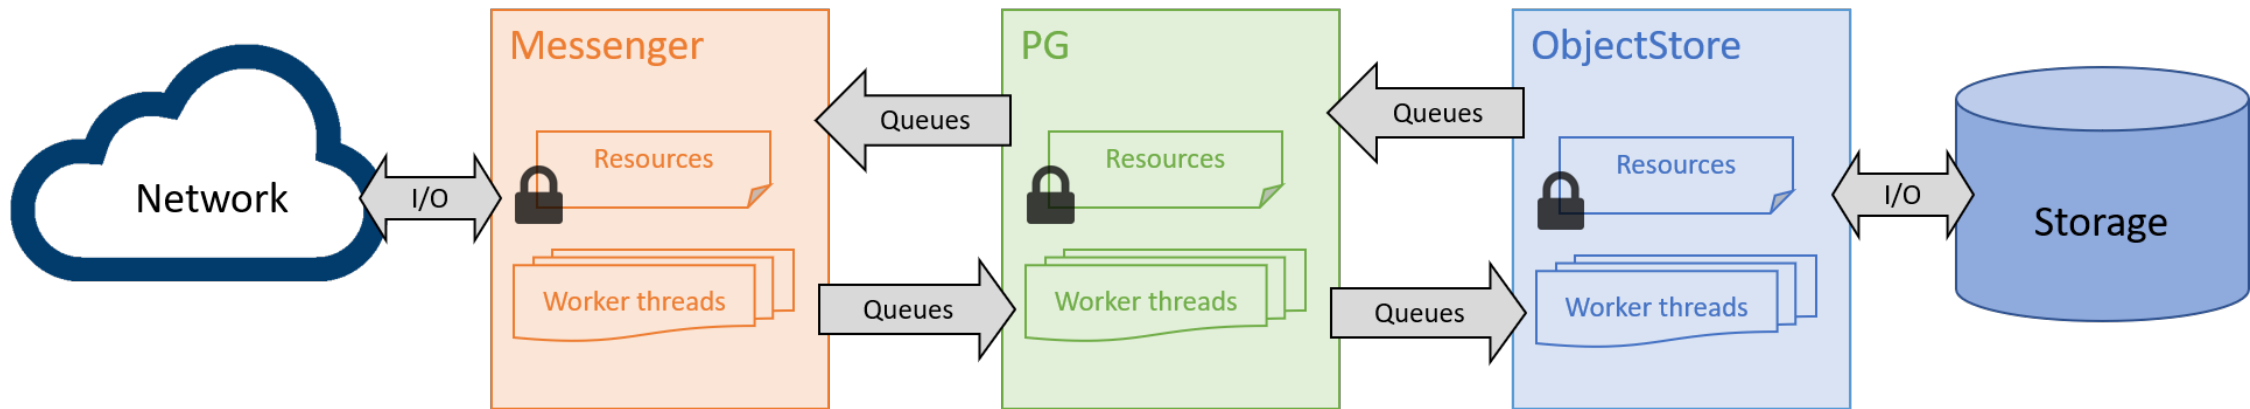 Messenger
PG
ObjectStore
Queues
Queues
Resources
Resources
Resources
Network
I/O
I/O
Storage
Worker threads
Queues
Worker threads
Queues
Worker threads